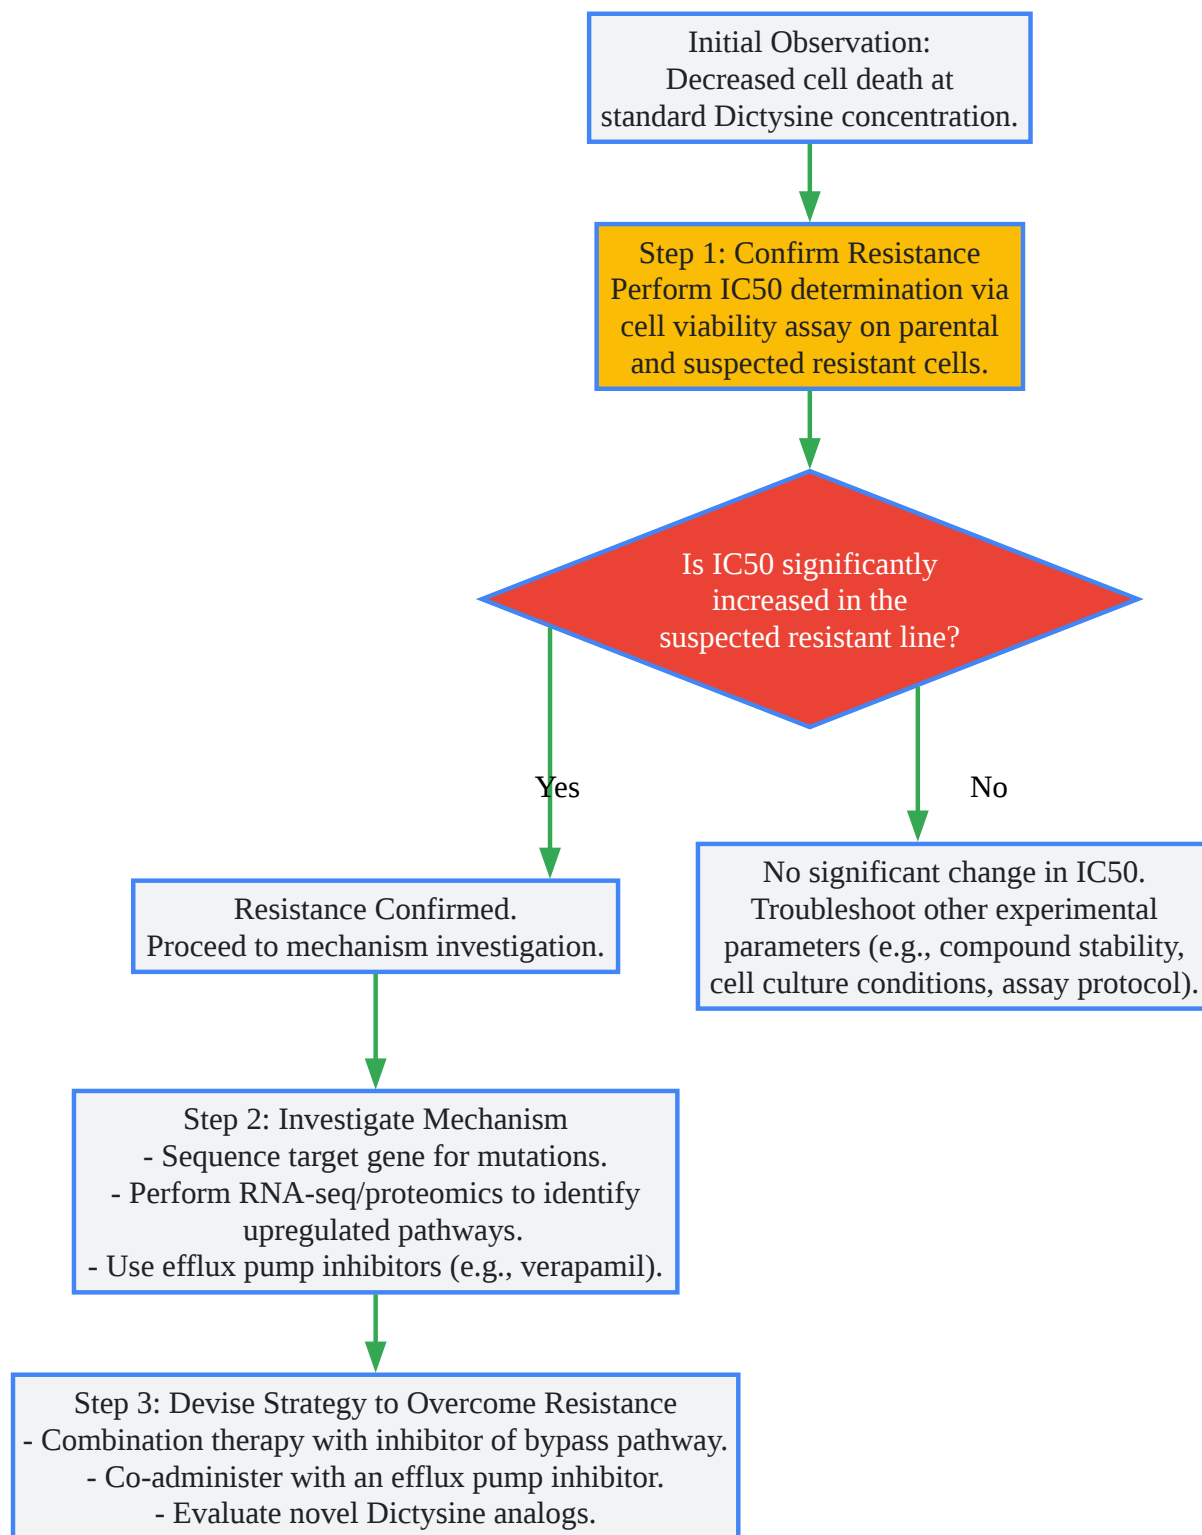 Initial Observation:
Decreased cell death at
standard Dictysine concentration.
Step 1: Confirm Resistance
Perform IC50 determination via
cell viability assay on parental
and suspected resistant cells.
Is IC50 significantly
increased in the
suspected resistant line?
Yes
No
No significant change in IC50.
Troubleshoot other experimental
parameters (e.g., compound stability,
cell culture conditions, assay protocol).
Resistance Confirmed.
Proceed to mechanism investigation.
Step 2: Investigate Mechanism
- Sequence target gene for mutations.
- Perform RNA-seq/proteomics to identify
upregulated pathways.
- Use efflux pump inhibitors (e.g., verapamil).
Step 3: Devise Strategy to Overcome Resistance
- Combination therapy with inhibitor of bypass pathway.
- Co-administer with an efflux pump inhibitor.
- Evaluate novel Dictysine analogs.